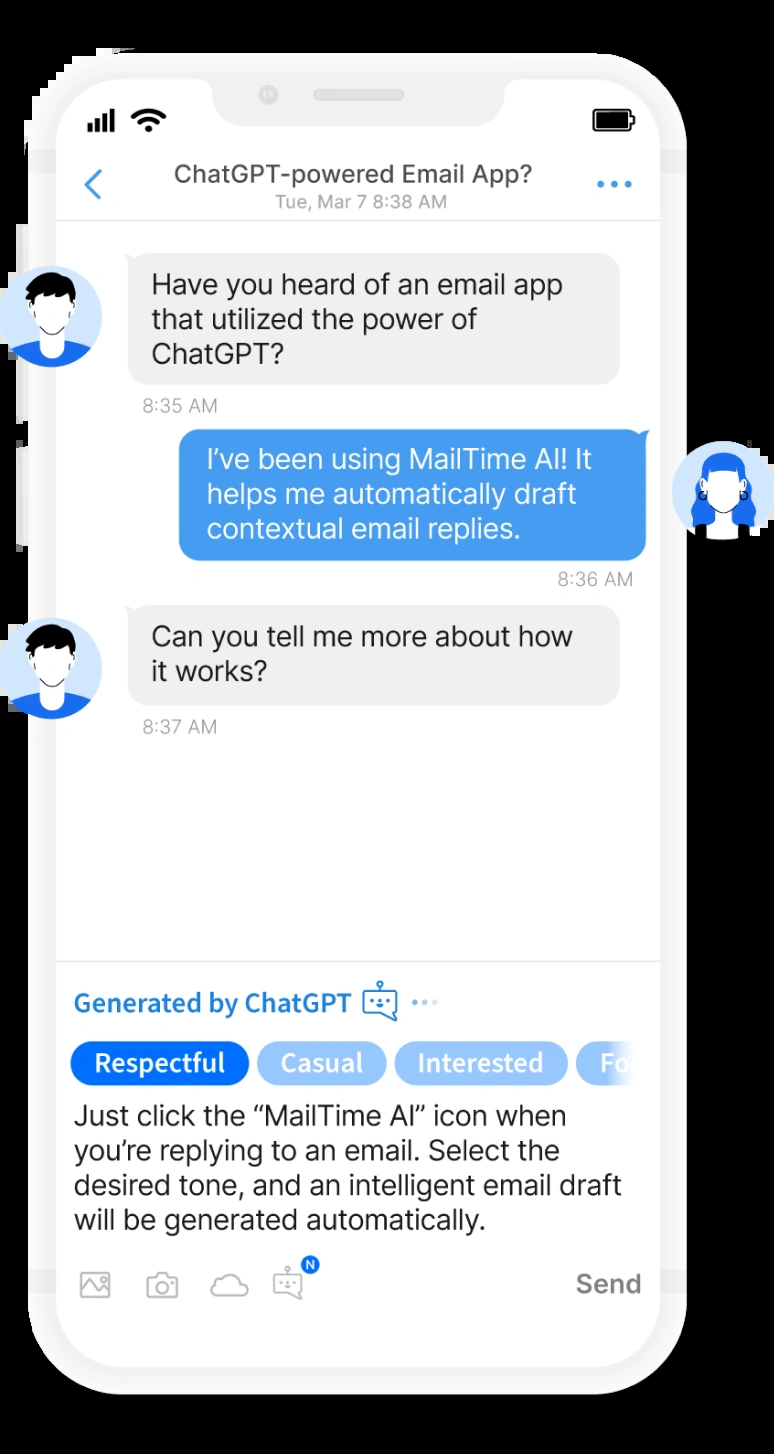 ChatGPT-powered Email App?
Tue, Mar 7 8:38 AM
Have you heard of an email app
that utilized the power of
ChatGPT?
8:35 AM
I’ve been using MailTime AI! It
helps me automatically draft
contextual email replies.
8:36 AM
Can you tell me more about how
it works?
8:37 AM
Generated by ChatGPT
Respectful Casual Interested Fo
Just click the “MailTime AI” icon when
you’re replying to an email. Select the
desired tone, and an intelligent email draft
will be generated automatically.
N
Send